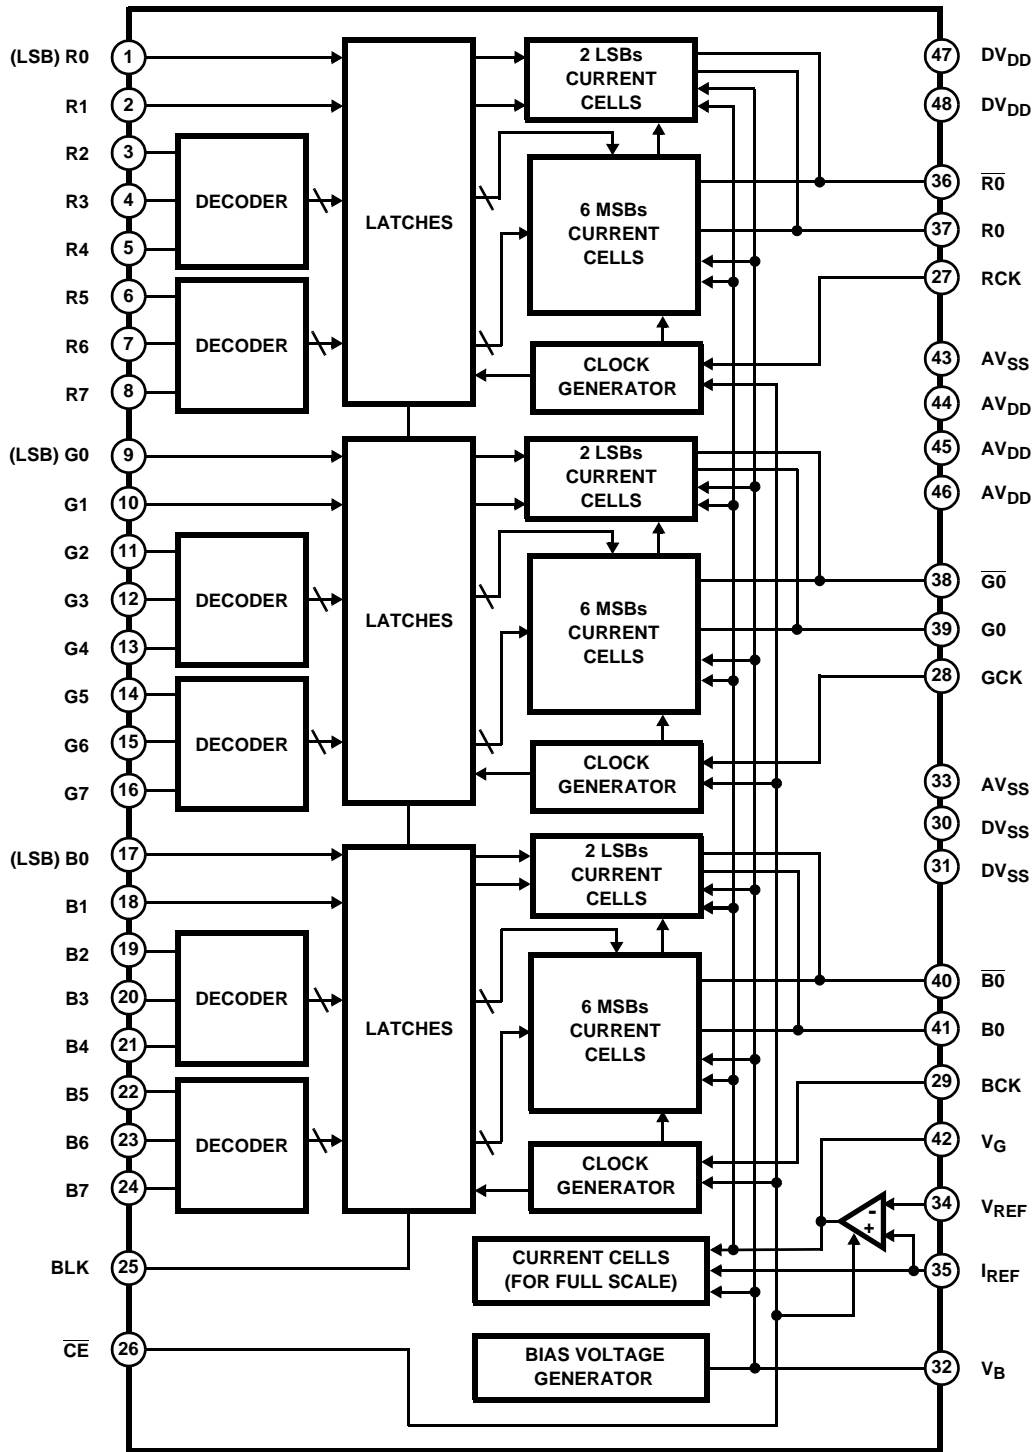 (LSB) R0 1
R1 2
R2 3
R3 4
R4 5
R5 6
R6 7
R7 8
DECODER
DECODER
LATCHES
2 LSBs
CURRENT
CELLS
6 MSBs
CURRENT
CELLS
CLOCK
GENERATOR
47 DVDD
48 DVDD
36 R0
37 R0
27 RCK
43 AVSS
44 AVDD
45 AVDD
46 AVDD
(LSB) G0 9
G1 10
G2 11
G3 12
G4 13
G5 14
G6 15
G7 16
DECODER
DECODER
LATCHES
2 LSBs
CURRENT
CELLS
6 MSBs
CURRENT
CELLS
CLOCK
GENERATOR
38 G0
39 G0
28 GCK
33 AVSS
30 DVSS
31 DVSS
(LSB) B0 17
B1 18
B2 19
B3 20
B4 21
B5 22
B6 23
B7 24
DECODER
DECODER
LATCHES
2 LSBs
CURRENT
CELLS
6 MSBs
CURRENT
CELLS
CLOCK
GENERATOR
40 B0
41 B0
29 BCK
42 VG
34 VREF
- 
+
35 IREF
BLK 25
CURRENT CELLS
(FOR FULL SCALE)
CE 26
BIAS VOLTAGE
GENERATOR
32 VB